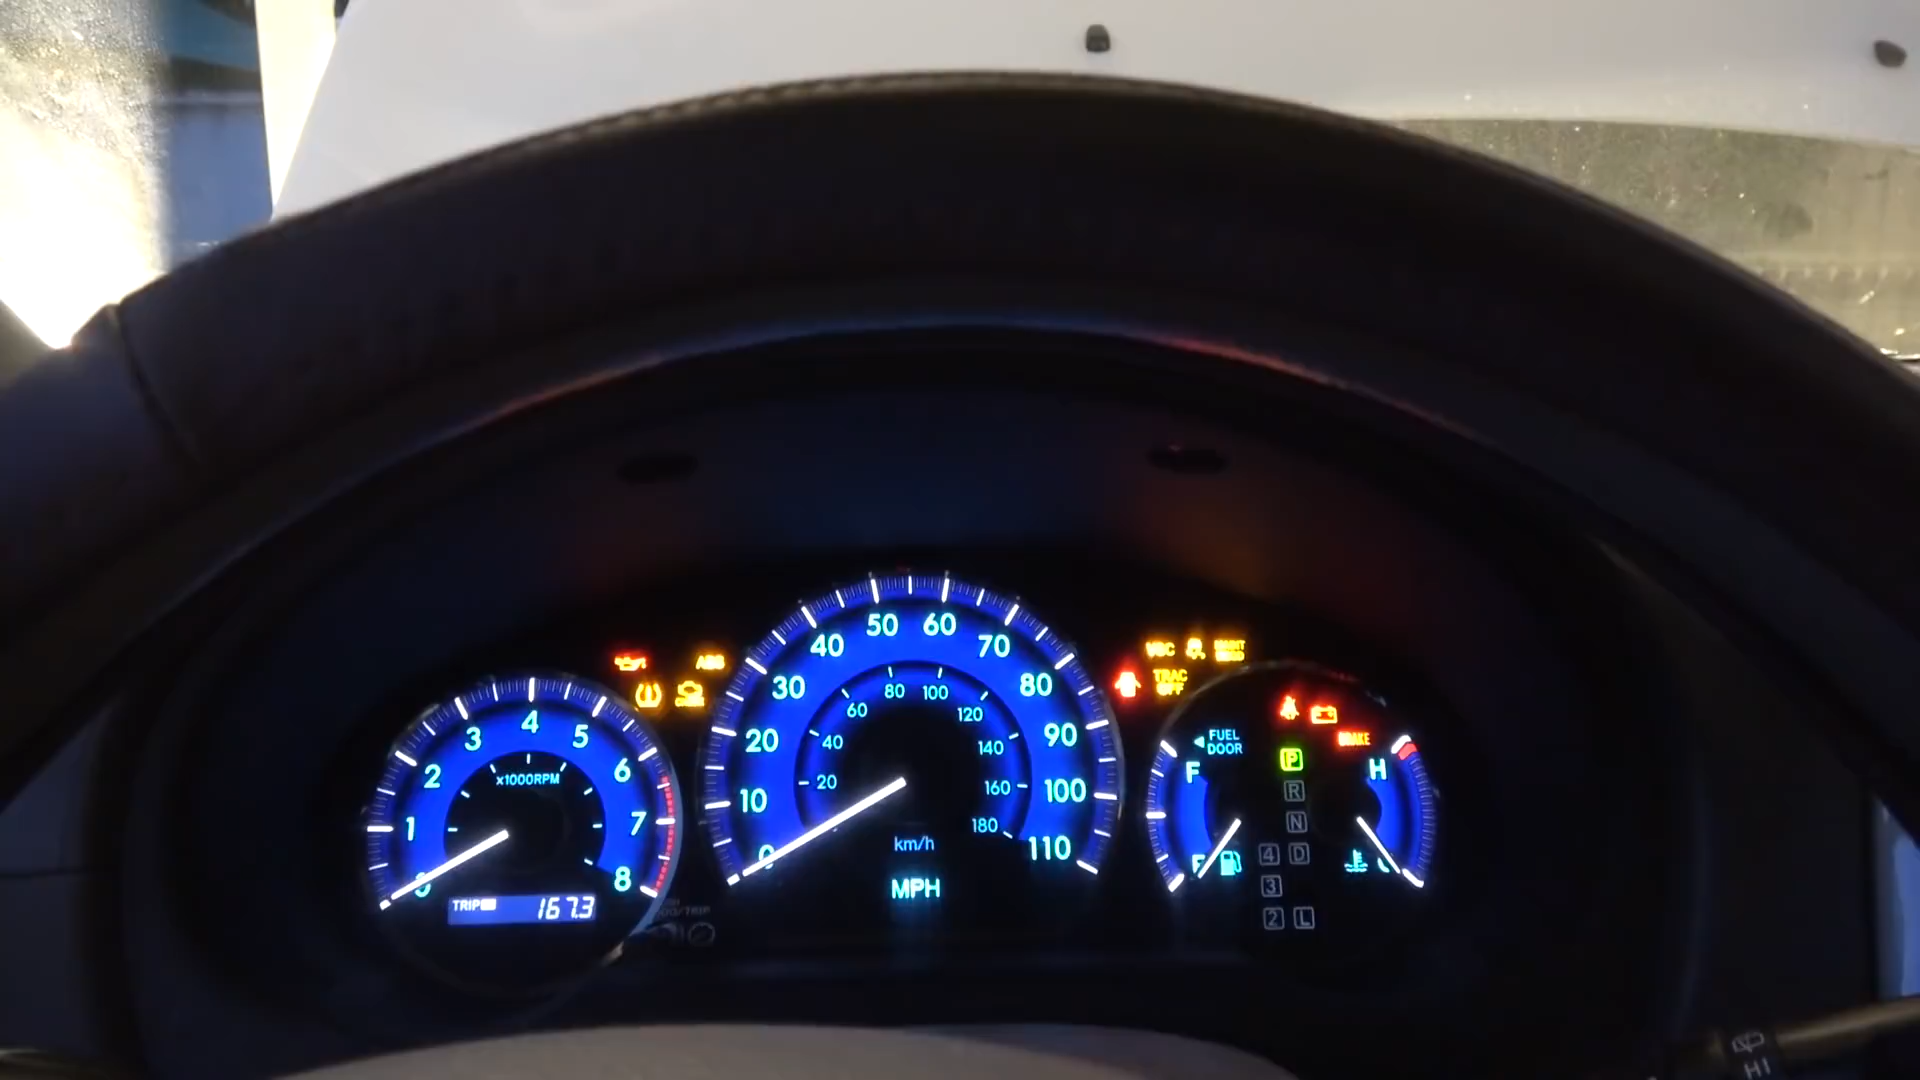 ABS
1
2
3
4
5
6
7
8
x1000RPM
TRIP
167.3
0
10
20
30
40
50
60
70
80
90
100
110
20
40
60
80
100
120
140
160
180
km/h
MPH
VSC
TRAC
OFF
FUEL
DOOR
BRAKE
F
H
P
R
N
4 D
3
2 L
HI